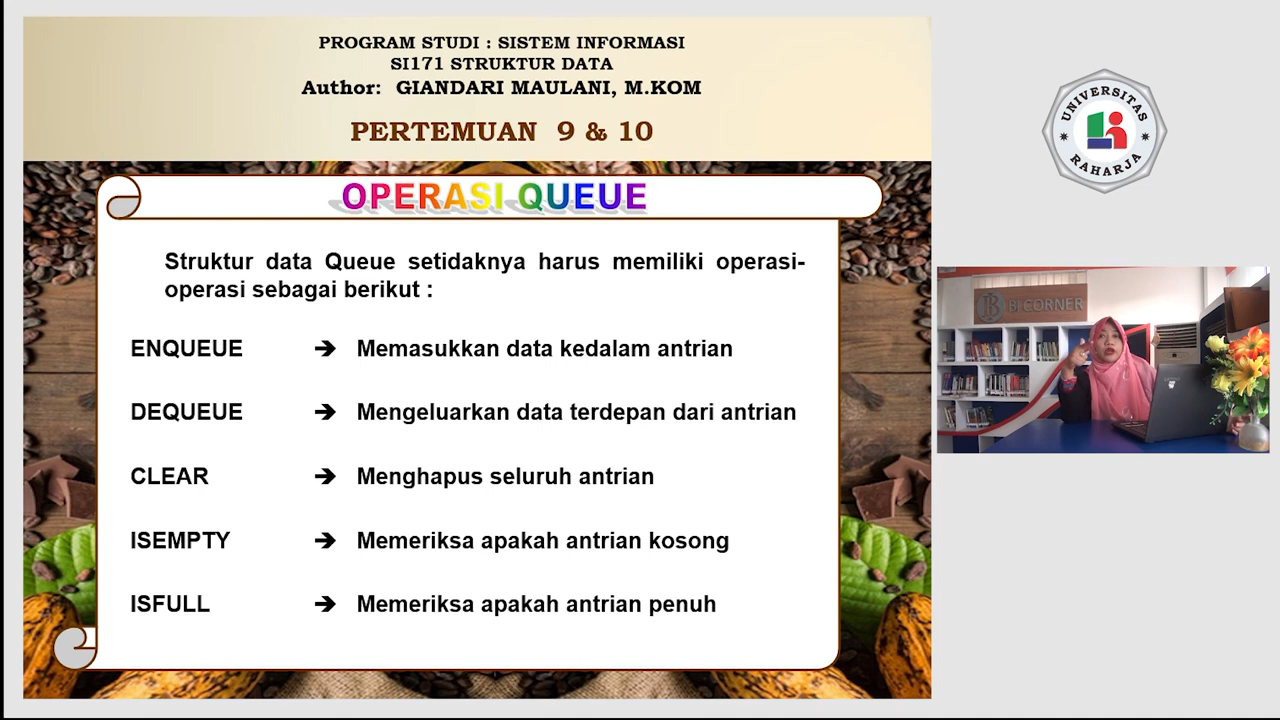 PROGRAM STUDI : SISTEM INFORMASI
SI171 STRUKTUR DATA
Author: GIANDARI MAULANI, M.KOM
PERTEMUAN 9 & 10
OPERASI QUEUE
Struktur data Queue setidaknya harus memiliki operasi-
operasi sebagai berikut :
ENQUEUE ➔ Memasukkan data kedalam antrian
DEQUEUE ➔ Mengeluarkan data terdepan dari antrian
CLEAR ➔ Menghapus seluruh antrian
ISEMPTY ➔ Memeriksa apakah antrian kosong
ISFULL ➔ Memeriksa apakah antrian penuh
UNIVERSITAS
RAHARJA
BI CORNER